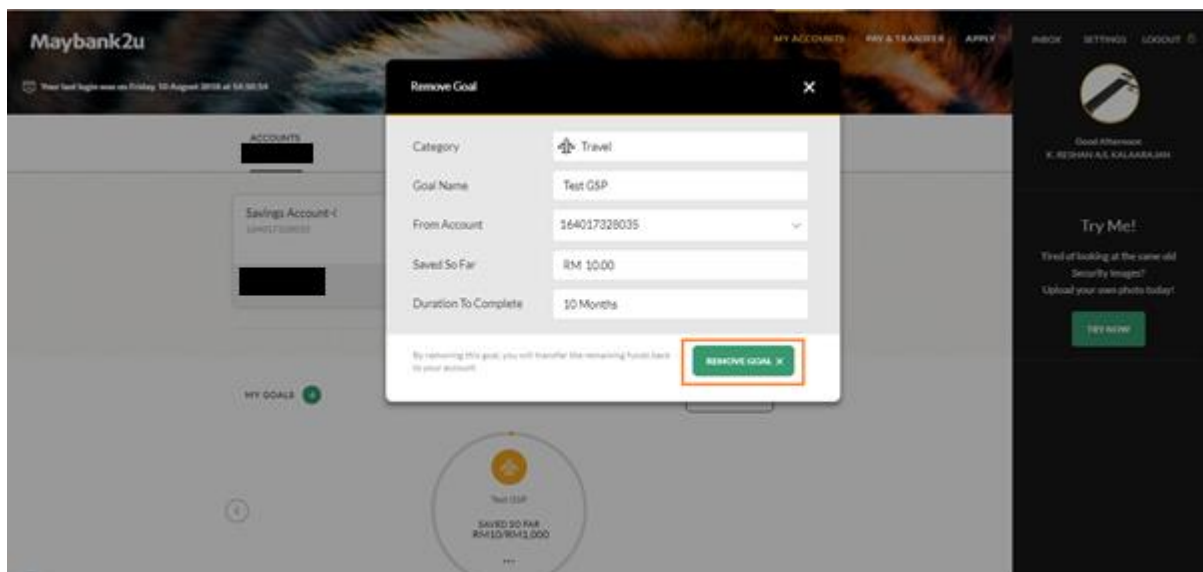 Maybank2u
MY ACCOUNTS PAY & TRANSFER APPLY
INBOX SETTINGS LOGOUT
Your last login was on Friday, 10 August 2018 at
ACCOUNTS
Savings Account-(
Remove Goal
Category Travel
Goal Name Test GSP
From Account 164017328035
Saved So Far RM 10.00
Duration To Complete 10 Months
By removing this goal, you will transfer the remaining funds back
to your account
REMOVE GOAL X
Good Afternoon
K. RESHAN A/L KALAARAJAN
Try Me!
Tired of looking at the same old
Security Images?
Upload your own photo today!
TRY NOW
MY GOALS
Test GSP
SAVED SO FAR
RM10/RM1,000